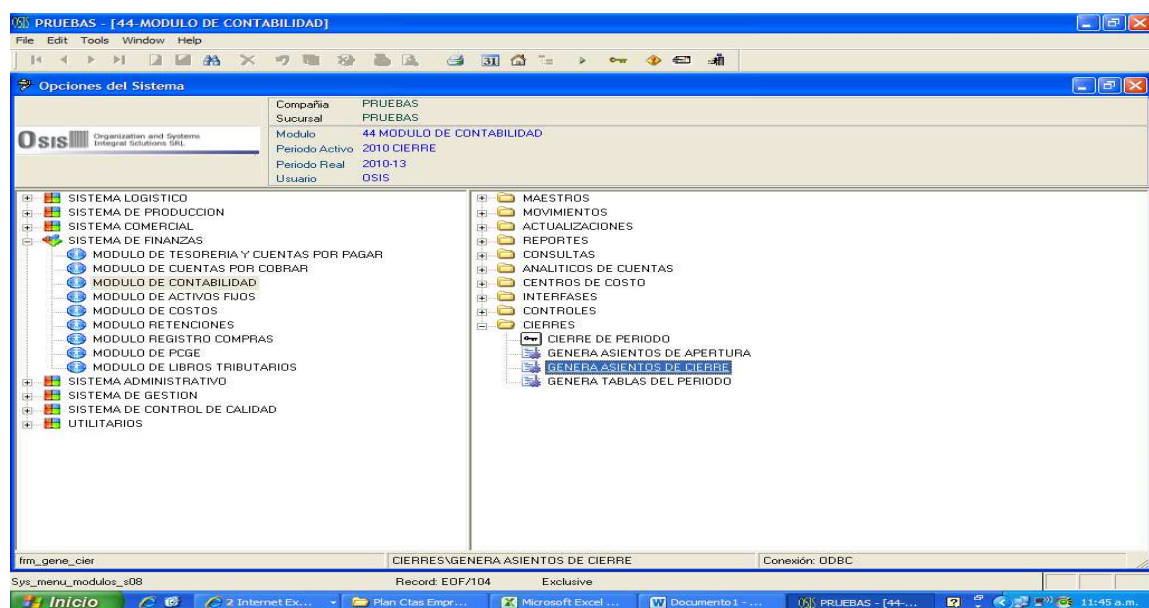 OSIS PRUEBAS - [44-MODULO DE CONTABILIDAD]
File Edit Tools Window Help
31
Opciones del Sistema
Osis Organization and Systems
Integral Solutions SRL.
Compañia PRUEBAS
Sucursal PRUEBAS
Modulo 44 MODULO DE CONTABILIDAD
Periodo Activo 2010 CIERRE
Periodo Real 2010-13
Usuario OSIS
SISTEMA LOGISTICO
SISTEMA DE PRODUCCION
SISTEMA COMERCIAL
SISTEMA DE FINANZAS
MODULO DE TESORERIA Y CUENTAS POR PAGAR
MODULO DE CUENTAS POR COBRAR
MODULO DE CONTABILIDAD
MODULO DE ACTIVOS FIJOS
MODULO DE COSTOS
MODULO RETENCIONES
MODULO REGISTRO COMPRAS
MODULO DE PCGE
MODULO DE LIBROS TRIBUTARIOS
SISTEMA ADMINISTRATIVO
SISTEMA DE GESTION
SISTEMA DE CONTROL DE CALIDAD
UTILITARIOS
MAESTROS
MOVIMIENTOS
ACTUALIZACIONES
REPORTES
CONSULTAS
ANALITICOS DE CUENTAS
CENTROS DE COSTO
INTERFASES
CONTROLES
CIERRES
CIERRE DE PERIODO
GENERA ASIENTOS DE APERTURA
GENERA ASIENTOS DE CIERRE
GENERA TABLAS DEL PERIODO
frm_gene_cier CIERRES\GENERA ASIENTOS DE CIERRE Conexión: ODBC
Sys_menu_modulos_s08 Record: EOF/104 Exclusive
Inicio 2 Internet Ex... Plan Ctas Empr... Microsoft Excel ... Documento1 - ... PRUEBAS - [44-... 11:45 a.m.